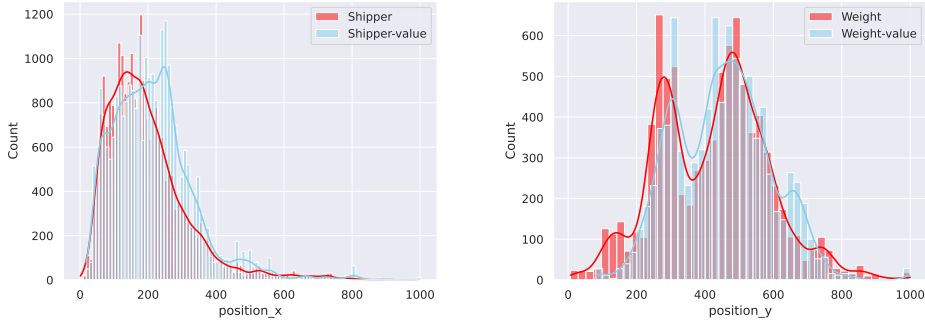 Shipper
Shipper-value
1200
1000
800
600
400
200
0
Count
0 200 400 600 800 1000
position_x
Weight
Weight-value
600
500
400
300
200
100
0
Count
0 200 400 600 800 1000
position_y